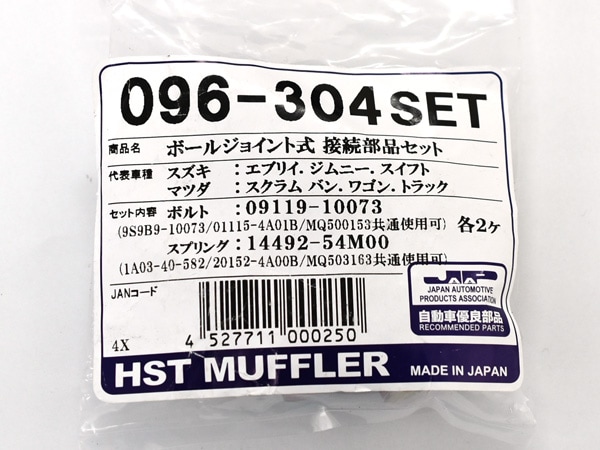 096-304SET
商品名 ボールジョイント式 接続部品セット
代表車種 スズキ：エブリイ．ジムニー．スイフト
マツダ：スクラム バン．ワゴン．トラック
セット内容 ボルト：09119-10073
(9S9B9-10073/01115-4A01B/MQ500153共通使用可) 各2ヶ
スプリング：14492-54M00
(1A03-40-582/20152-4A00B/MQ503163共通使用可)
JANコード
JAPA
JAPAN AUTOMOTIVE
PRODUCTS ASSOCIATION
自動車優良部品
RECOMMENDED PARTS
4X
4 527711 000250
HST MUFFLER MADE IN JAPAN